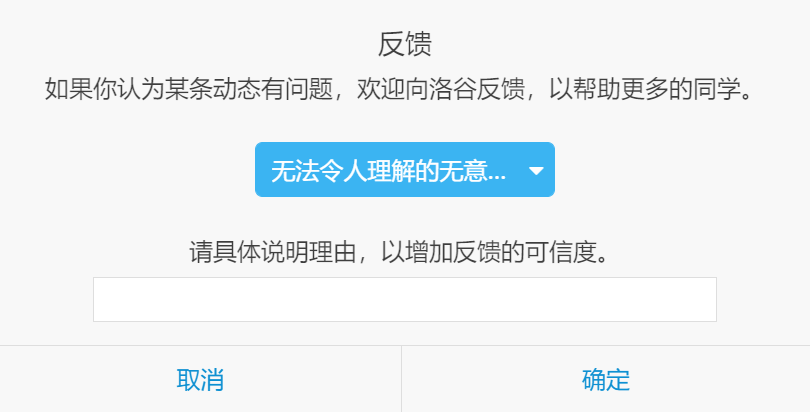 反馈
如果你认为某条动态有问题，欢迎向洛谷反馈，以帮助更多的同学。
无法令人理解的无意...
请具体说明理由，以增加反馈的可信度。
取消
确定